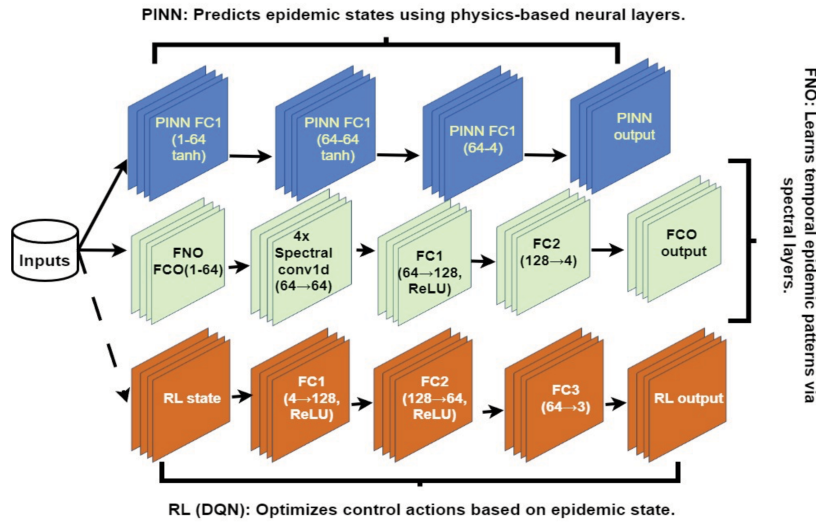 PINN: Predicts epidemic states using physics-based neural layers.
PINN FC1
(1-64
tanh)
PINN FC1
(64-64
tanh)
PINN FC1
(64-4)
PINN
output
FNO: Learns temporal epidemic patterns via
spectral layers.
Inputs
FNO
FCO(1-64)
4x
Spectral
conv1d
(64→64)
FC1
(64→128,
ReLU)
FC2
(128→4)
FCO
output
RL state
FC1
(4→128,
ReLU)
FC2
(128→64,
ReLU)
FC3
(64→3)
RL output
RL (DQN): Optimizes control actions based on epidemic state.